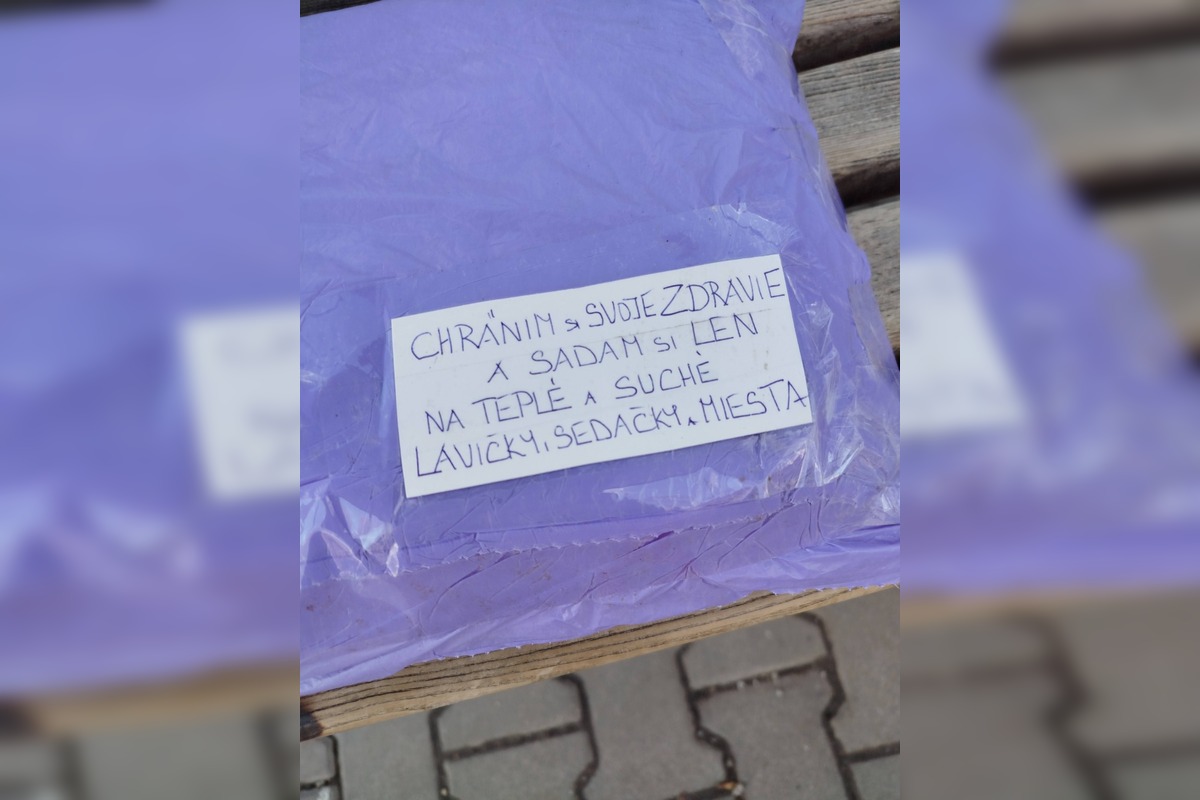 CHRÁNIM si SVOJE ZDRAVIE
A SADAM si LEN
NA TEPLÉ A SUCHÉ
LAVIČKY, SEDAČKY A MIESTA